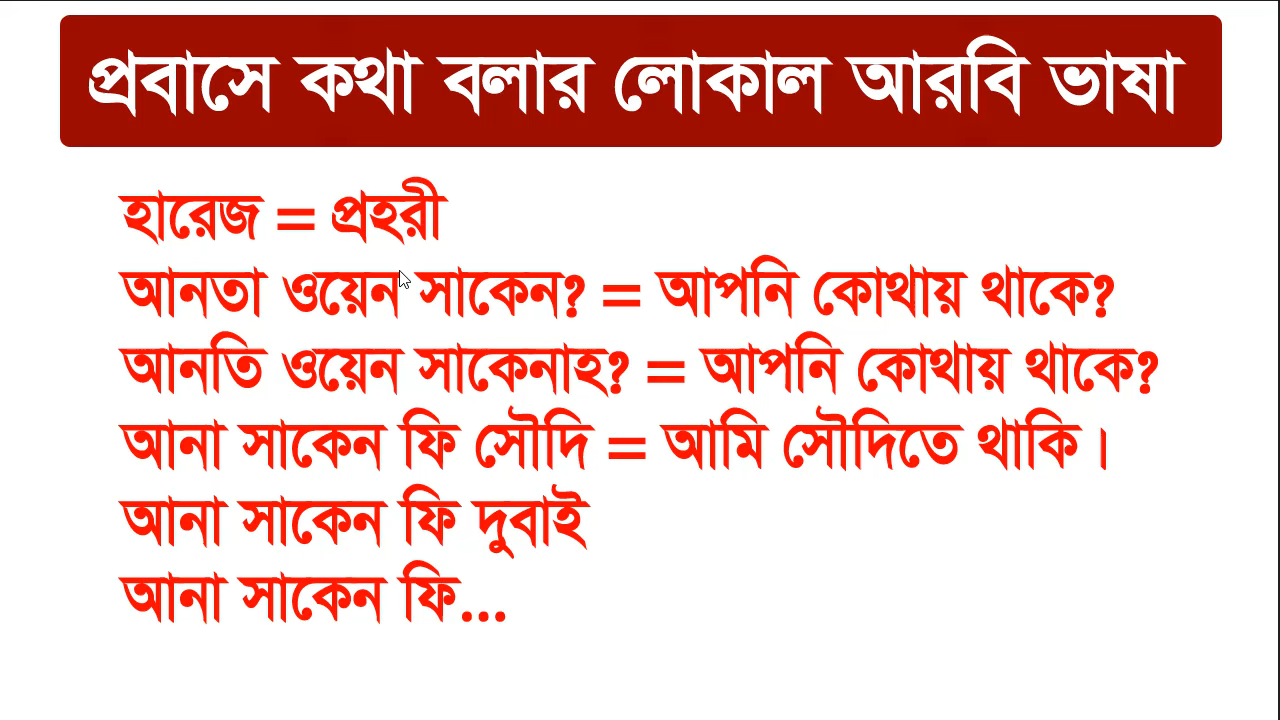 প্রবাসে কথা বলার লোকাল আরবি ভাষা
হারেজ = প্রহরী
আনতা ওয়েন সাকেন? = আপনি কোথায় থাকে?
আনতি ওয়েন সাকেনাহ? = আপনি কোথায় থাকে?
আনা সাকেন ফি সৌদি = আমি সৌদিতে থাকি।
আনা সাকেন ফি দুবাই
আনা সাকেন ফি...